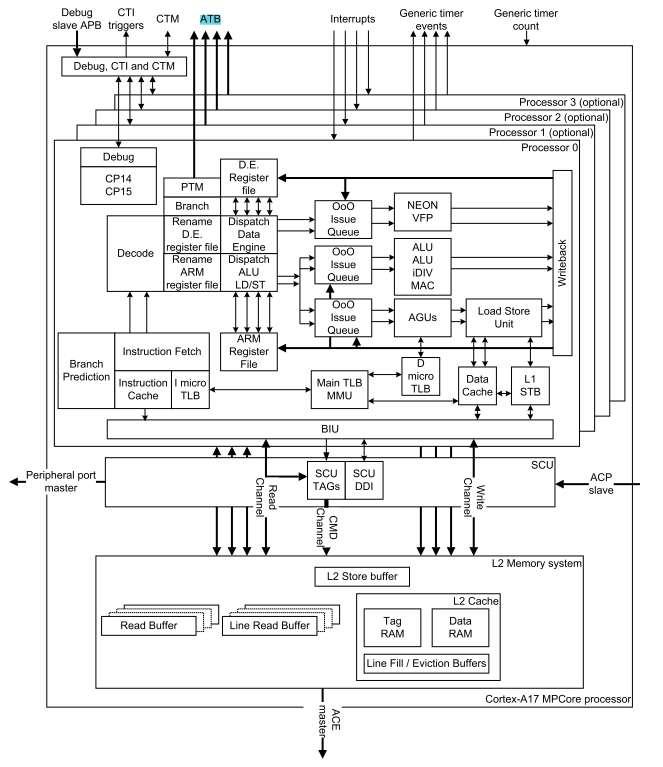 Debug
slave APB
CTI
triggers
CTM
ATB
Interrupts
Generic timer
events
Generic timer
count
Debug, CTI and CTM
Processor 3 (optional)
Processor 2 (optional)
Processor 1 (optional)
Processor 0
Debug
CP14
CP15
PTM
D.E.
Register
file
Branch
Decode
Rename
D.E.
register file
Dispatch
Data
Engine
Rename
ARM
register file
Dispatch
ALU
LD/ST
OoO
Issue
Queue
NEON
VFP
OoO
Issue
Queue
ALU
ALU
iDIV
MAC
OoO
Issue
Queue
AGUs
Load Store
Unit
Writeback
Branch
Prediction
Instruction Fetch
Instruction
Cache
I micro
TLB
ARM
Register
File
Main TLB
MMU
D
micro
TLB
Data
Cache
L1
STB
BIU
SCU
Peripheral port
master
Read
Channel
SCU
TAGs
SCU
DDI
CMD
Channel
Write
Channel
ACP
slave
L2 Memory system
L2 Store buffer
Read Buffer
Line Read Buffer
L2 Cache
Tag
RAM
Data
RAM
Line Fill / Eviction Buffers
Cortex-A17 MPCore processor
ACE
master